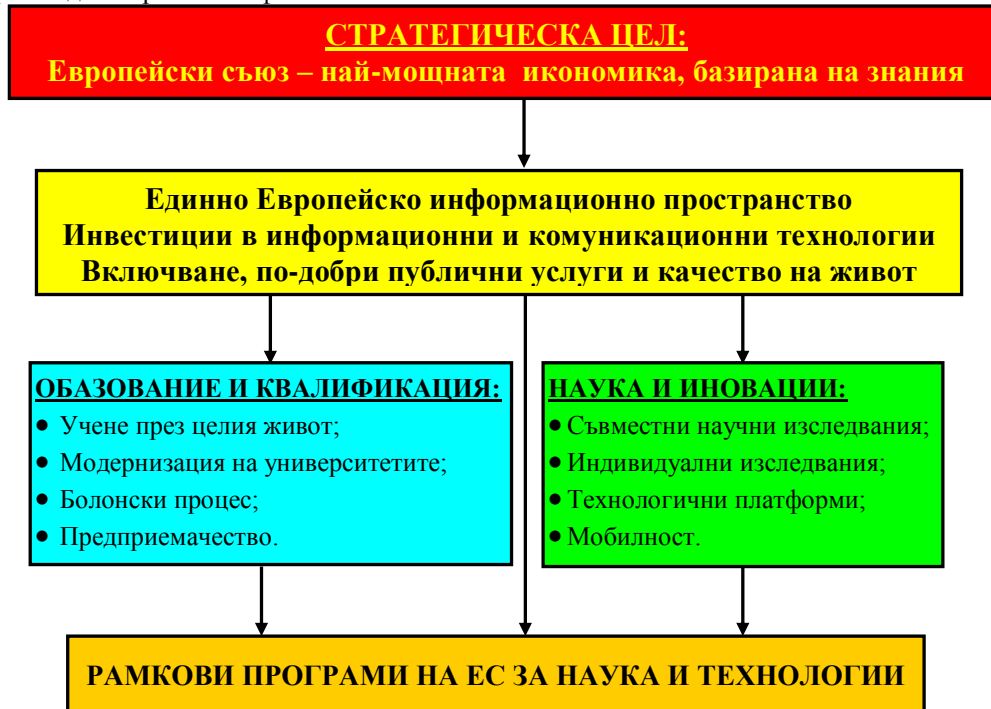 СТРАТЕГИЧЕСКА ЦЕЛ:
Европейски съюз – най-мощната икономика, базирана на знания
Единно Европейско информационно пространство
Инвестиции в информационни и комуникационни технологии
Включване, по-добри публични услуги и качество на живот
ОБАЗОВАНИЕ И КВАЛИФИКАЦИЯ:
• Учене през целия живот;
• Модернизация на университетите;
• Болонски процес;
• Предприемачество.
НАУКА И ИНОВАЦИИ:
• Съвместни научни изследвания;
• Индивидуални изследвания;
• Технологични платформи;
• Мобилност.
РАМКОВИ ПРОГРАМИ НА ЕС ЗА НАУКА И ТЕХНОЛОГИИ